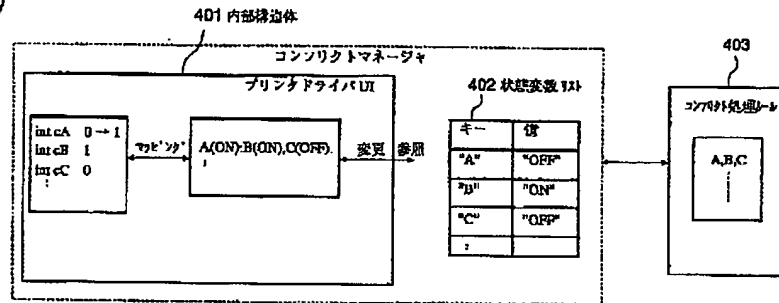 401 内部構造体
コンフリクトマネージャ
403
プリンタドライバUI
402 状態変数リスト
コンフリクト処理ルール
int cA 0→1
int cB 1
int cC 0
:
マッピング
A(ON):B(ON),C(OFF).
:
変更 参照
キー 値
"A" "OFF"
"B" "ON"
"C" "OFF"
:
A,B,C